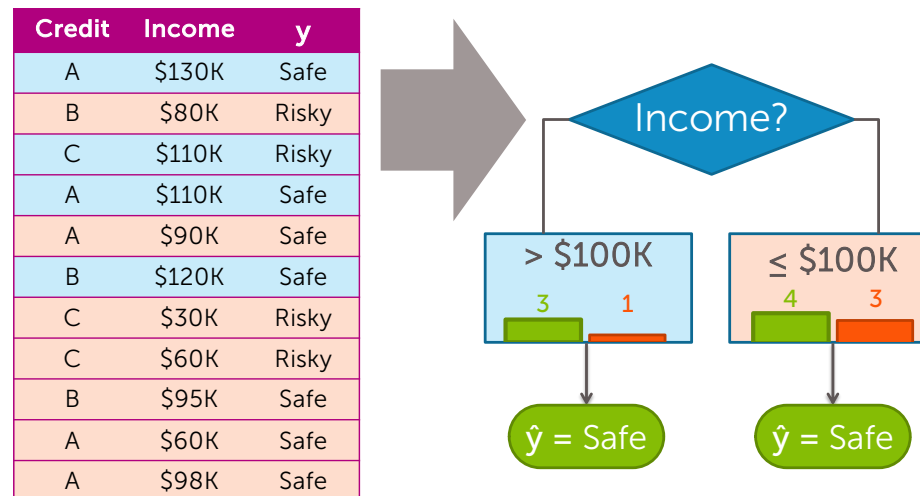 Credit Income y
A $130K Safe
B $80K Risky
C $110K Risky
A $110K Safe
A $90K Safe
B $120K Safe
C $30K Risky
C $60K Risky
B $95K Safe
A $60K Safe
A $98K Safe
Income?
> $100K
3 1
ŷ = Safe
≤ $100K
4 3
ŷ = Safe